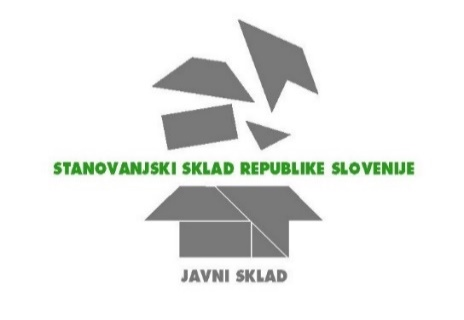 STANOVANJSKI SKLAD REPUBLIKE SLOVENIJE
JAVNI SKLAD